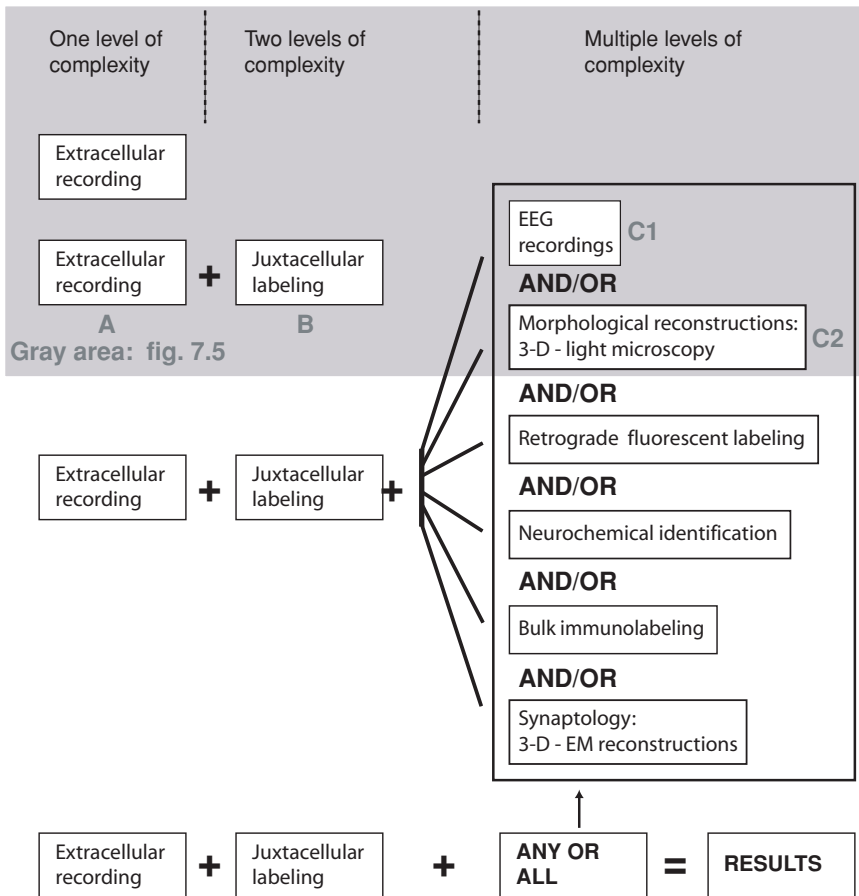 One level of
complexity
Two levels of
complexity
Multiple levels of
complexity
Extracellular
recording
Extracellular
recording
+
Juxtacellular
labeling
A
B
Gray area: fig. 7.5
EEG
recordings
C1
AND/OR
Morphological reconstructions:
3-D - light microscopy
C2
AND/OR
Retrograde fluorescent labeling
AND/OR
Neurochemical identification
AND/OR
Bulk immunolabeling
AND/OR
Synaptology:
3-D - EM reconstructions
Extracellular
recording
+
Juxtacellular
labeling
+
Extracellular
recording
+
Juxtacellular
labeling
+
ANY OR
ALL
=
RESULTS